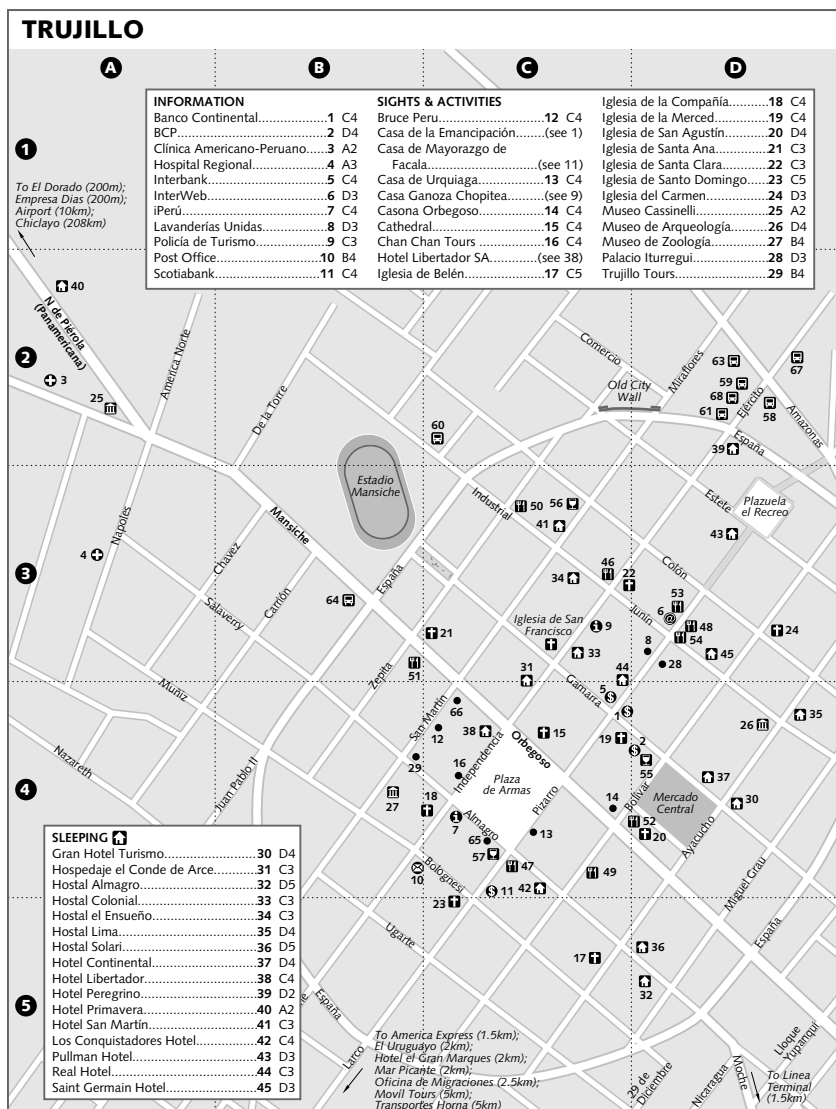 TRUJILLO
A
B
C
D
INFORMATION
Banco Continental..........1 C4
BCP..........2 D4
Clínica Americano-Peruano..........3 A2
Hospital Regional..........4 A3
Interbank..........5 C4
InterWeb..........6 D3
iPerú..........7 C4
Lavanderías Unidas..........8 D3
Policía de Turismo..........9 C3
Post Office..........10 B4
Scotiabank..........11 C4
SIGHTS & ACTIVITIES
Bruce Peru..........12 C4
Casa de la Emancipación..........(see 1)
Casa de Mayorazgo de
Facala..........(see 11)
Casa de Urquiaga..........13 C4
Casa Ganoza Chopitea..........(see 9)
Casona Orbegoso..........14 C4
Cathedral..........15 C4
Chan Chan Tours..........16 C4
Hotel Libertador SA..........(see 38)
Iglesia de Belén..........17 C5
Iglesia de la Compañía..........18 C4
Iglesia de la Merced..........19 C4
Iglesia de San Agustín..........20 D4
Iglesia de Santa Ana..........21 C3
Iglesia de Santa Clara..........22 C3
Iglesia de Santo Domingo..........23 C5
Iglesia del Carmen..........24 D3
Museo Cassinelli..........25 A2
Museo de Arqueología..........26 D4
Museo de Zoología..........27 B4
Palacio Iturregui..........28 D3
Trujillo Tours..........29 B4
1
To El Dorado (200m);
Empresa Dias (200m);
Airport (10km);
Chiclayo (208km)
40
N de Piérola
(Panamericana)
2
3
25
America Norte
De la Torre
60
Comercio
Miraflores
Old City
Wall
63
67
59
68
61
Ejército
58
Amazonas
España
39
Estadio
Mansiche
Industrial
50
56
41
Estete
Plazuela
el Recreo
43
Mansiche
Napoles
4
3
Chavez
Carrión
España
64
Salaverry
34
46
22
Colón
53
6
Junín
48
54
24
Iglesia de San
Francisco
9
8
28
45
21
33
31
44
Zepita
51
Muñiz
Gamarra
5
1
35
26
Nazareth
Juan Pablo II
San Martín
66
12
38
15
Orbegoso
19
2
55
Independencia
29
16
Plaza
de Armas
Pizarro
14
Bolívar
Mercado
Central
37
30
4
27
18
7
Almagro
65
13
52
20
Ayacucho
57
47
49
10
Bolognesi
11
42
Miguel Grau
23
Ugarte
España
17
36
32
SLEEPING
Gran Hotel Turismo..........30 D4
Hospedaje el Conde de Arce..........31 C3
Hostal Almagro..........32 D5
Hostal Colonial..........33 C3
Hostal el Ensueño..........34 C3
Hostal Lima..........35 D4
Hostal Solari..........36 D5
Hotel Continental..........37 D4
Hotel Libertador..........38 C4
Hotel Peregrino..........39 D2
Hotel Primavera..........40 A2
Hotel San Martín..........41 C3
Los Conquistadores Hotel..........42 C4
Pullman Hotel..........43 D3
Real Hotel..........44 C3
Saint Germain Hotel..........45 D3
5
España
Larco
To America Express (1.5km);
El Uruguayo (2km);
Hotel el Gran Marques (2km);
Mar Picante (2km);
Oficina de Migraciones (2.5km);
Movil Tours (5km);
Transportes Horna (5km)
29 de
Diciembre
Nicaragua
Moche
Lloque
Yupanqui
To Linea
Terminal
(1.5km)